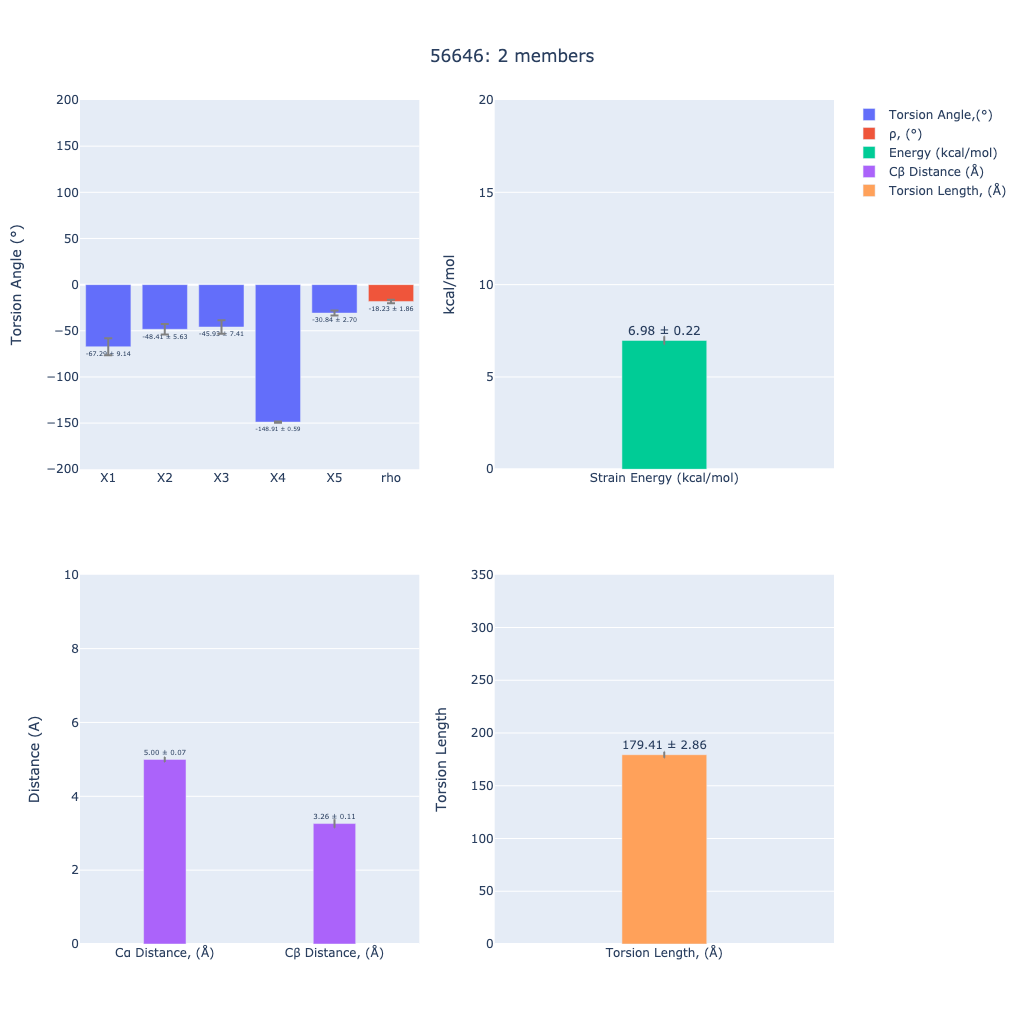 56646: 2 members
200
150
100
50
0
−50
−100
−150
−200
Torsion Angle (°)
-67.29 ± 9.14
-48.41 ± 5.63
-45.93 ± 7.41
-148.91 ± 0.59
-30.84 ± 2.70
-18.23 ± 1.86
X1 X2 X3 X4 X5 rho
20
15
10
5
0
kcal/mol
6.98 ± 0.22
Strain Energy (kcal/mol)
Torsion Angle,(°)
ρ, (°)
Energy (kcal/mol)
Cβ Distance (Å)
Torsion Length, (Å)
10
8
6
4
2
0
Distance (A)
5.00 ± 0.07
3.26 ± 0.11
Cα Distance, (Å) Cβ Distance, (Å)
350
300
250
200
150
100
50
0
Torsion Length
179.41 ± 2.86
Torsion Length, (Å)